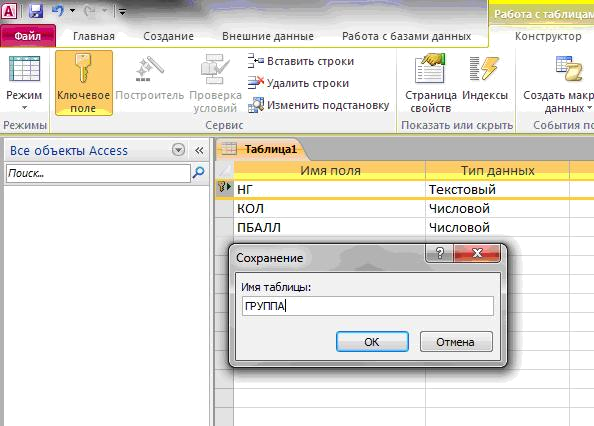 A
Работа с таблицам
Файл Главная Создание Внешние данные Работа с базами данных Конструктор
Режим
Ключевое поле
Построитель
Проверка условий
Вставить строки
Удалить строки
Изменить подстановку
Страница свойств
Индексы
Создать макр
данных
Режимы Сервис Показать или скрыть События по
Все объекты Access
Поиск...
Таблица1
Имя поля Тип данных
НГ Текстовый
КОЛ Числовой
ПБАЛЛ Числовой
Сохранение
?
Имя таблицы:
ГРУППА
ОК Отмена